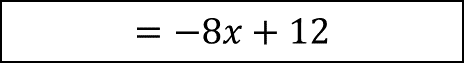 = −8x + 12